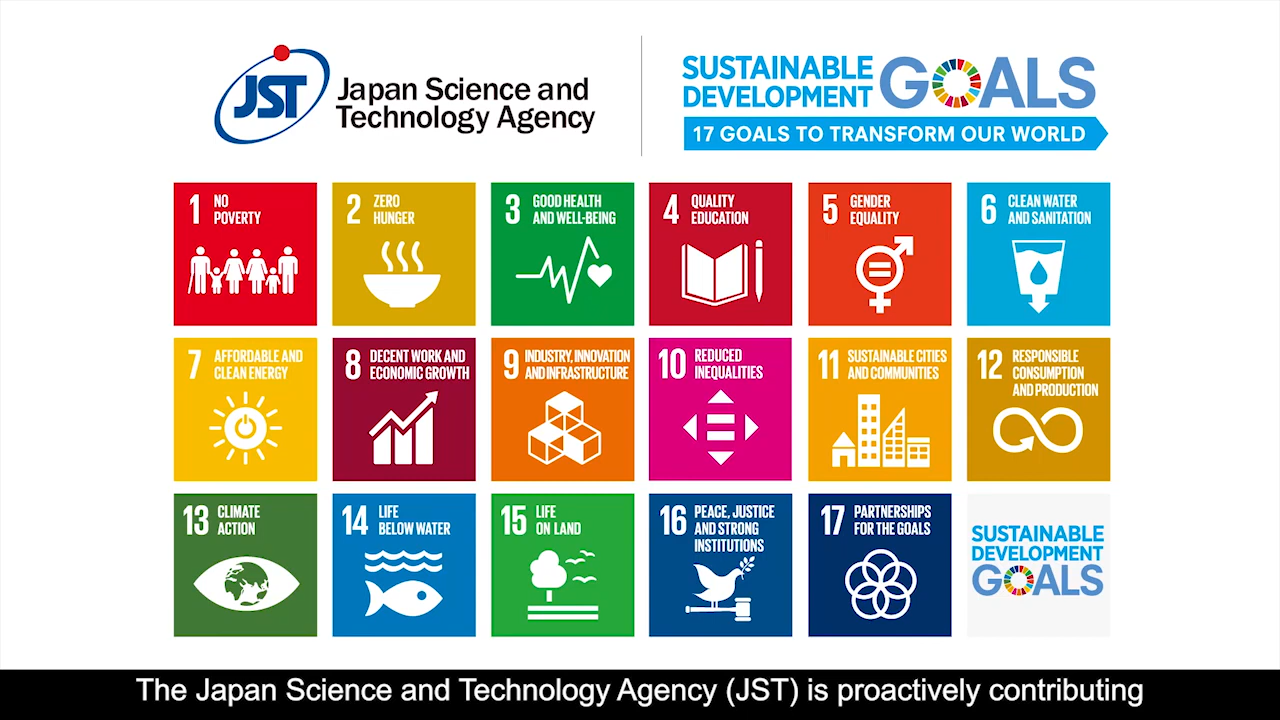 JST
Japan Science and
Technology Agency
SUSTAINABLE
DEVELOPMENT
GOALS
17 GOALS TO TRANSFORM OUR WORLD
1 NO
POVERTY
2 ZERO
HUNGER
3 GOOD HEALTH
AND WELL-BEING
4 QUALITY
EDUCATION
5 GENDER
EQUALITY
6 CLEAN WATER
AND SANITATION
7 AFFORDABLE AND
CLEAN ENERGY
8 DECENT WORK AND
ECONOMIC GROWTH
9 INDUSTRY, INNOVATION
AND INFRASTRUCTURE
10 REDUCED
INEQUALITIES
11 SUSTAINABLE CITIES
AND COMMUNITIES
12 RESPONSIBLE
CONSUMPTION
AND PRODUCTION
13 CLIMATE
ACTION
14 LIFE
BELOW WATER
15 LIFE
ON LAND
16 PEACE, JUSTICE
AND STRONG
INSTITUTIONS
17 PARTNERSHIPS
FOR THE GOALS
SUSTAINABLE
DEVELOPMENT
GOALS
The Japan Science and Technology Agency (JST) is proactively contributing